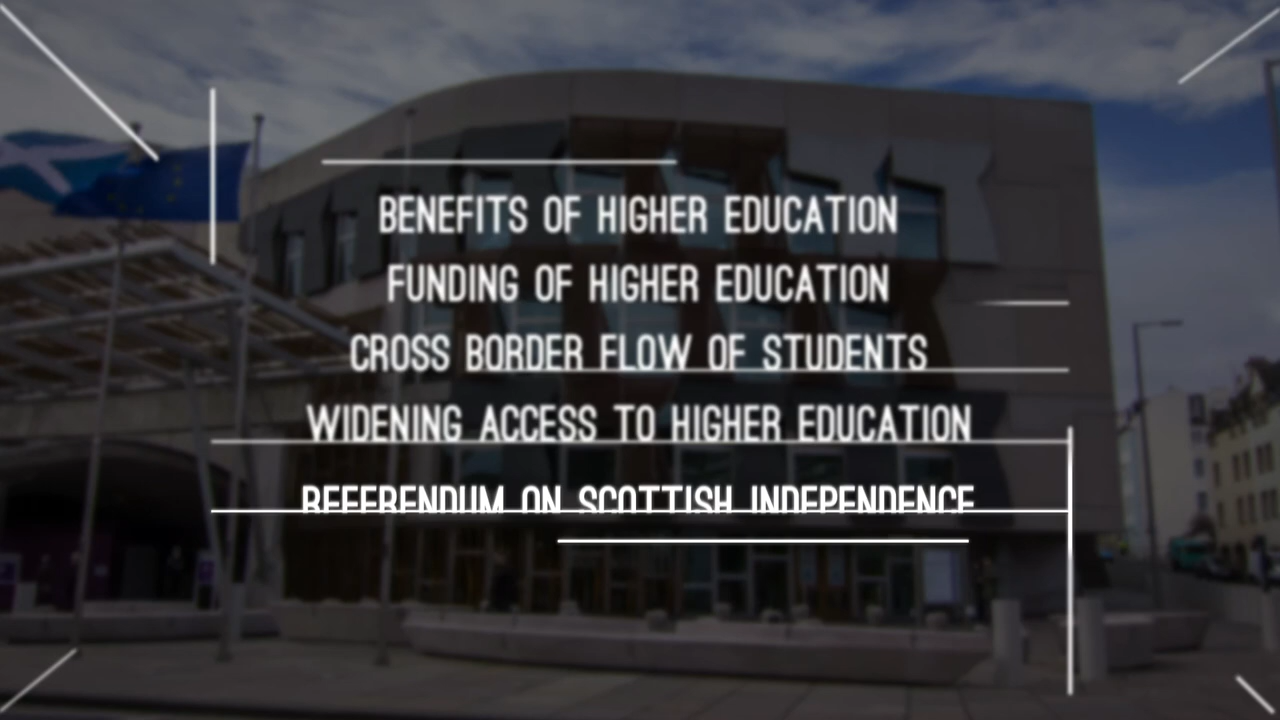 BENEFITS OF HIGHER EDUCATION
FUNDING OF HIGHER EDUCATION
CROSS BORDER FLOW OF STUDENTS
WIDENING ACCESS TO HIGHER EDUCATION
REFERENDUM ON SCOTTISH INDEPENDENCE